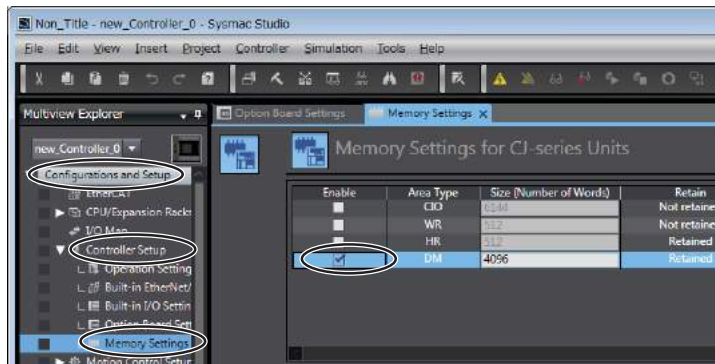 Non_Title - new_Controller_0 - Sysmac Studio
File Edit View Insert Project Controller Simulation Tools Help
Multiview Explorer
Option Board Settings Memory Settings
new_Controller_0
Memory Settings for CJ-series Units
Configurations and Setup
EtherCAT
CPU/Expansion Racks
I/O Map
Controller Setup
Operation Setting
Built-in EtherNet/
Built-in I/O Settin
Option Board Sett
Memory Settings
Motion Control Setup
Enable Area Type Size (Number of Words) Retain
CIO 6144 Not retaine
WR 512 Not retaine
HR 512 Retained
DM 4096 Retained